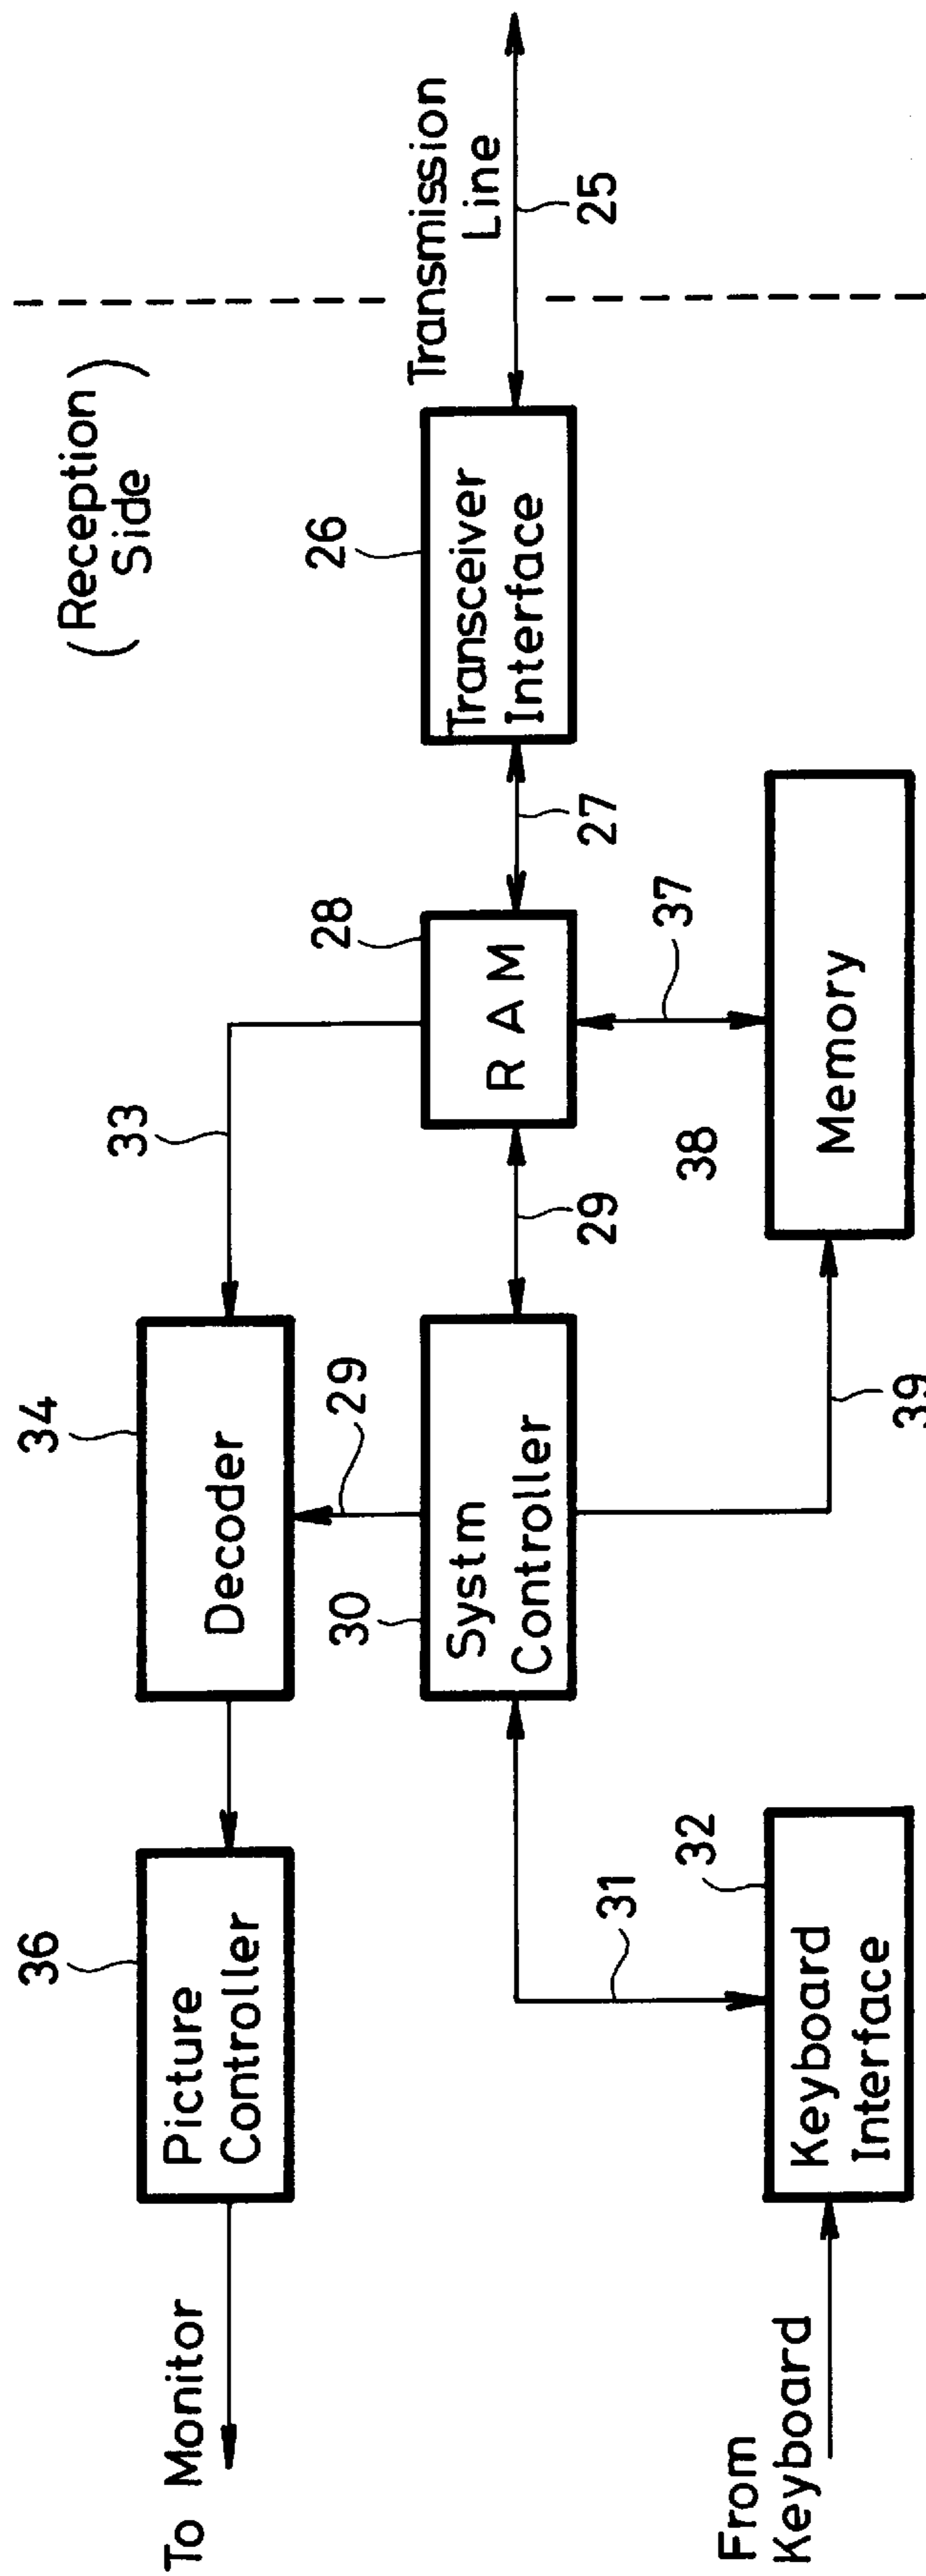 (Reception
Side)
36
34
33
To Monitor
Picture
Controller
Decoder
29
30
28
26
Transmission
Line
25
Systm
Controller
29
R A M
27
Transceiver
Interface
31
32
38
37
From
Keyboard
Keyboard
Interface
39
Memory